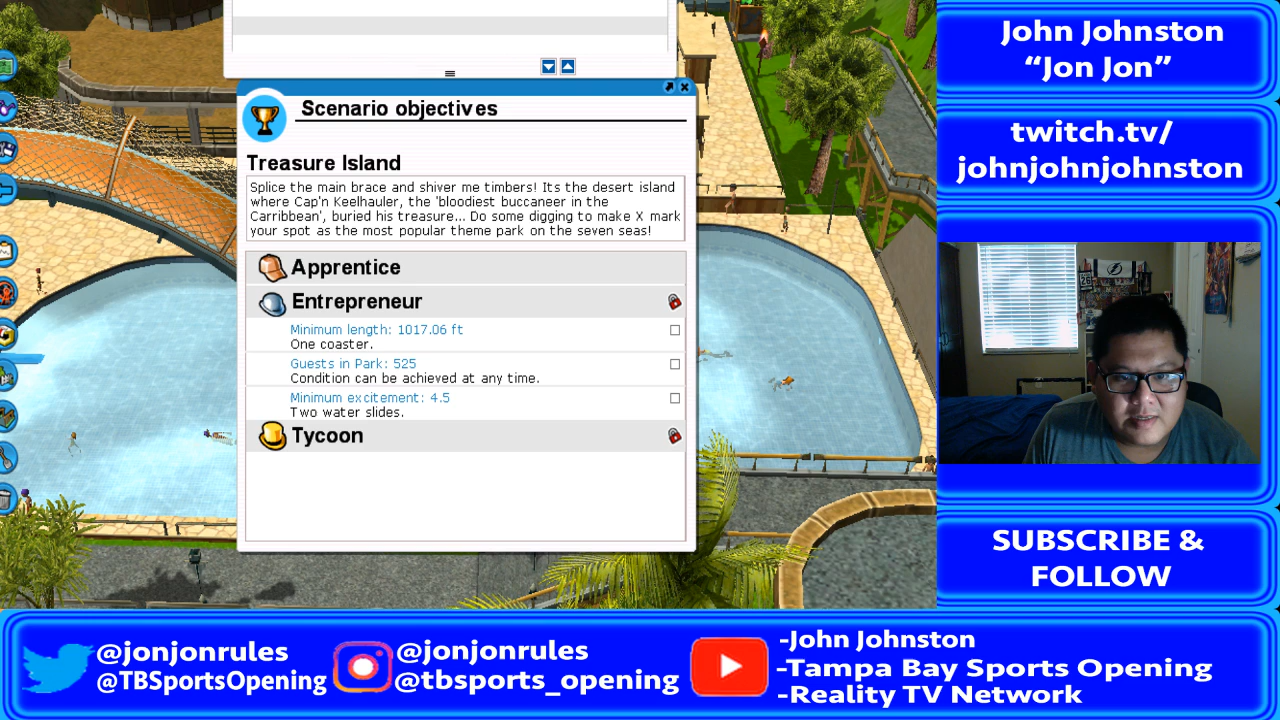 Scenario objectives
Treasure Island
Splice the main brace and shiver me timbers! Its the desert island
where Cap'n Keelhauler, the 'bloodiest buccaneer in the
Carribbean', buried his treasure... Do some digging to make X mark
your spot as the most popular theme park on the seven seas!
Apprentice
Entrepreneur
Minimum length: 1017.06 ft
One coaster.
Guests in Park: 525
Condition can be achieved at any time.
Minimum excitement: 4.5
Two water slides.
Tycoon
John Johnston
“Jon Jon”
twitch.tv/
johnjohnjohnston
SUBSCRIBE &
FOLLOW
@jonjonrules
@TBSportsOpening
@jonjonrules
@tbsports_opening
-John Johnston
-Tampa Bay Sports Opening
-Reality TV Network